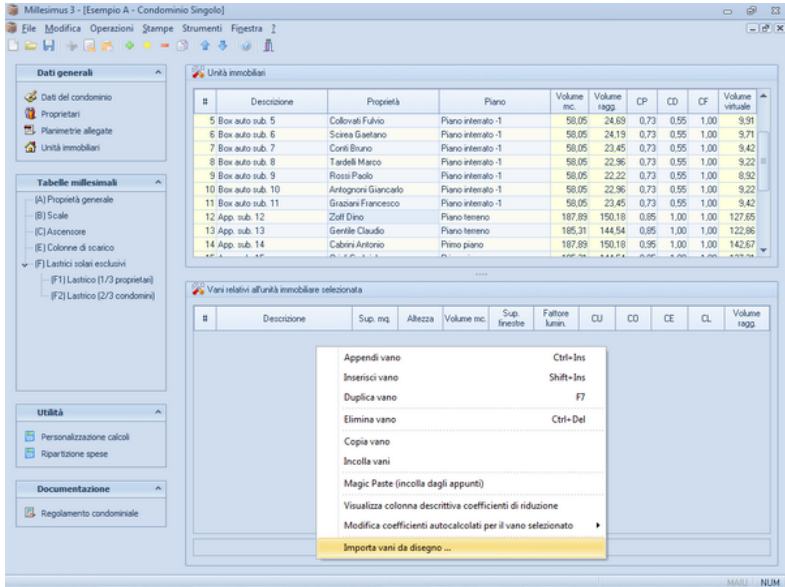 Millesimus 3 - [Esempio A - Condominio Singolo]
File Modifica Operazioni Stampe Strumenti Finestra ?
Dati generali
Dati del condominio
Proprietari
Planimetrie allegate
Unità immobiliari
Tabelle millesimali
(A) Proprietà generale
(B) Scale
(C) Ascensore
(E) Colonne di scarico
(F) Lastrici solari esclusivi
(F1) Lastrico (1/3 proprietari)
(F2) Lastrico (2/3 condomini)
Utilità
Personalizzazione calcoli
Ripartizione spese
Documentazione
Regolamento condominiale
Unità immobiliari
# Descrizione Proprietà Piano Volume mc. Volume ragg. CP CD CF Volume virtuale
5 Box auto sub. 5 Collovati Fulvio Piano interrato -1 58,05 24,69 0,73 0,55 1,00 9,91
6 Box auto sub. 6 Scirea Gaetano Piano interrato -1 58,05 24,19 0,73 0,55 1,00 9,71
7 Box auto sub. 7 Conti Bruno Piano interrato -1 58,05 23,45 0,73 0,55 1,00 9,42
8 Box auto sub. 8 Tardelli Marco Piano interrato -1 58,05 22,96 0,73 0,55 1,00 9,22
9 Box auto sub. 9 Rossi Paolo Piano interrato -1 58,05 22,22 0,73 0,55 1,00 8,92
10 Box auto sub. 10 Antognoni Giancarlo Piano interrato -1 58,05 22,96 0,73 0,55 1,00 9,22
11 Box auto sub. 11 Graziani Francesco Piano interrato -1 58,05 23,45 0,73 0,55 1,00 9,42
12 App. sub. 12 Zoff Dino Piano terreno 187,89 150,18 0,85 1,00 1,00 127,65
13 App. sub. 13 Gentile Claudio Piano terreno 185,31 144,54 0,85 1,00 1,00 122,86
14 App. sub. 14 Cabrini Antonio Primo piano 187,89 150,18 0,95 1,00 1,00 142,67
Vani relativi all'unità immobiliare selezionata
# Descrizione Sup. mq. Altezza Volume mc. Sup. finestre Fattore lumin. CU CO CE CL Volume ragg.
Appendi vano Ctrl+Ins
Inserisci vano Shift+Ins
Duplica vano F7
Elimina vano Ctrl+Del
Copia vano
Incolla vani
Magic Paste (incolla dagli appunti)
Visualizza colonna descrittiva coefficienti di riduzione
Modifica coefficienti autocalcolati per il vano selezionato
Importa vani da disegno ...
MAIU NUM